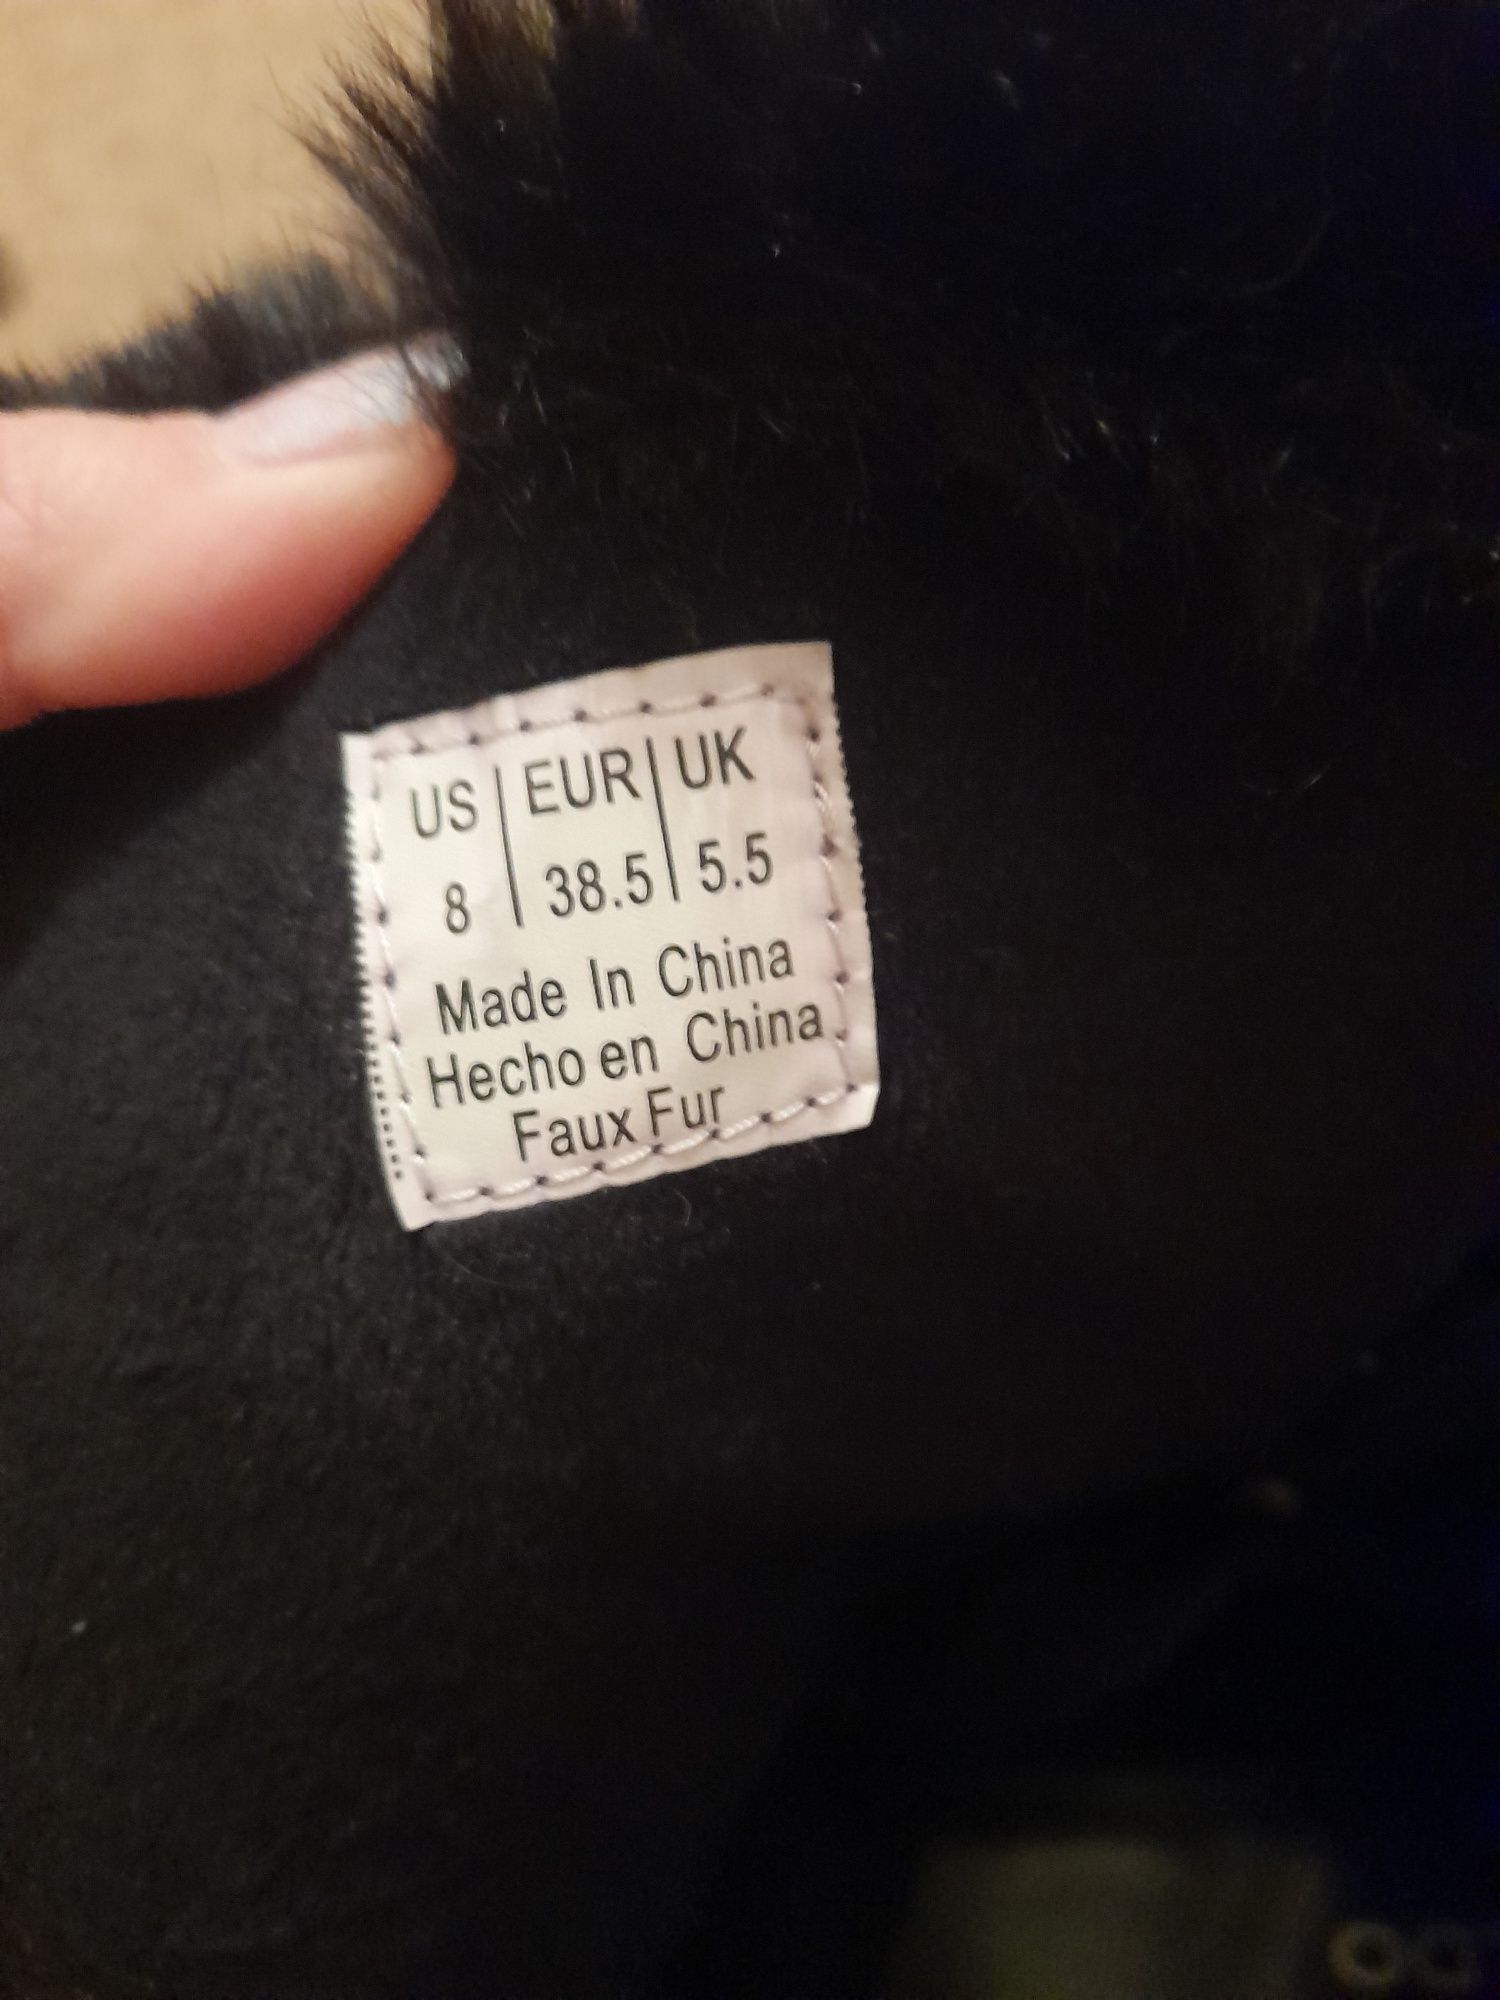 US | EUR | UK
8 | 38.5 | 5.5
Made In China
Hecho en China
Faux Fur